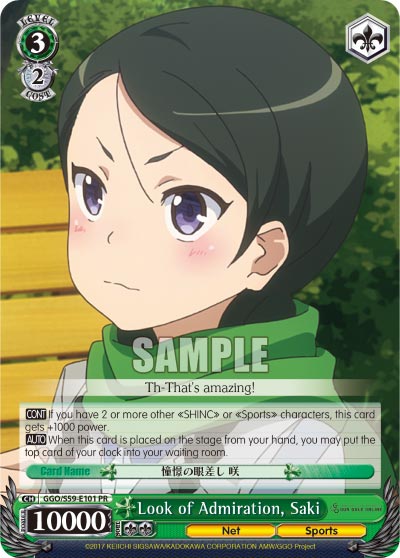 LEVEL
3
2
COST
SAMPLE
Th-That's amazing!
CONT If you have 2 or more other «SHINC» or «Sports» characters, this card
gets +1000 power.
AUTO When this card is placed on the stage from your hand, you may put the
top card of your clock into your waiting room.
Card Name 憧憬の眼差し 咲
CH GGO/S59-E101 PR
POWER 10000
Look of Admiration, Saki
TRAIT Net Sports
©2017 KEIICHI SIGSAWA/KADOKAWA CORPORATION AMW/GGO Project